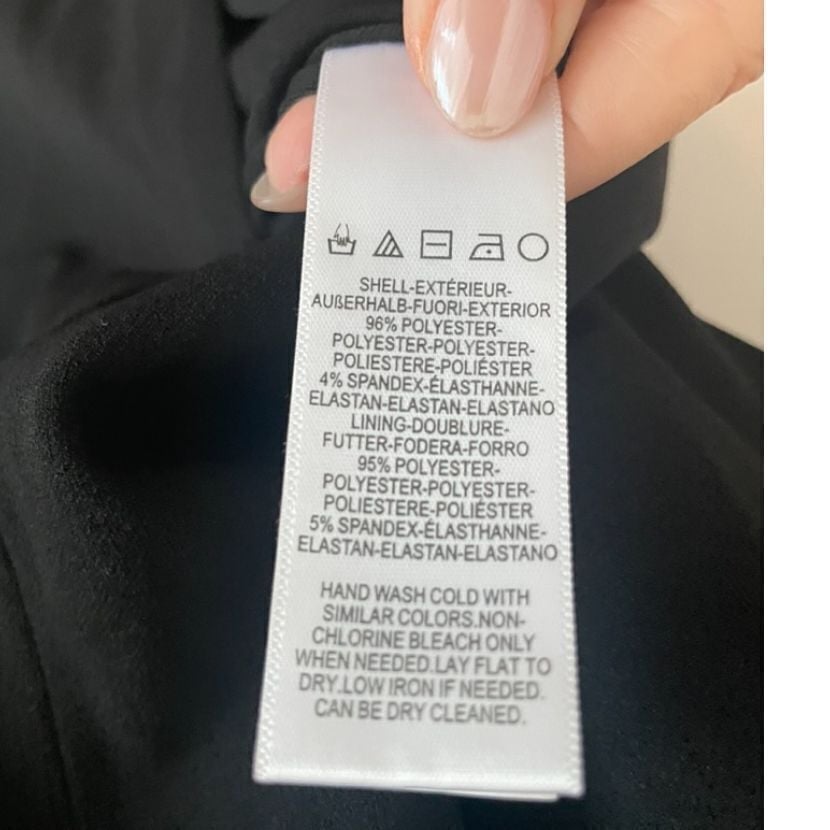 SHELL-EXTÉRIEUR-
AUßERHALB-FUORI-EXTERIOR
96% POLYESTER-
POLYESTER-POLYESTER-
POLIESTERE-POLIÉSTER
4% SPANDEX-ÉLASTHANNE-
ELASTAN-ELASTAN-ELASTANO
LINING-DOUBLURE-
FUTTER-FODERA-FORRO
95% POLYESTER-
POLYESTER-POLYESTER-
POLIESTERE-POLIÉSTER
5% SPANDEX-ÉLASTHANNE-
ELASTAN-ELASTAN-ELASTANO
HAND WASH COLD WITH
SIMILAR COLORS.NON-
CHLORINE BLEACH ONLY
WHEN NEEDED.LAY FLAT TO
DRY.LOW IRON IF NEEDED.
CAN BE DRY CLEANED.